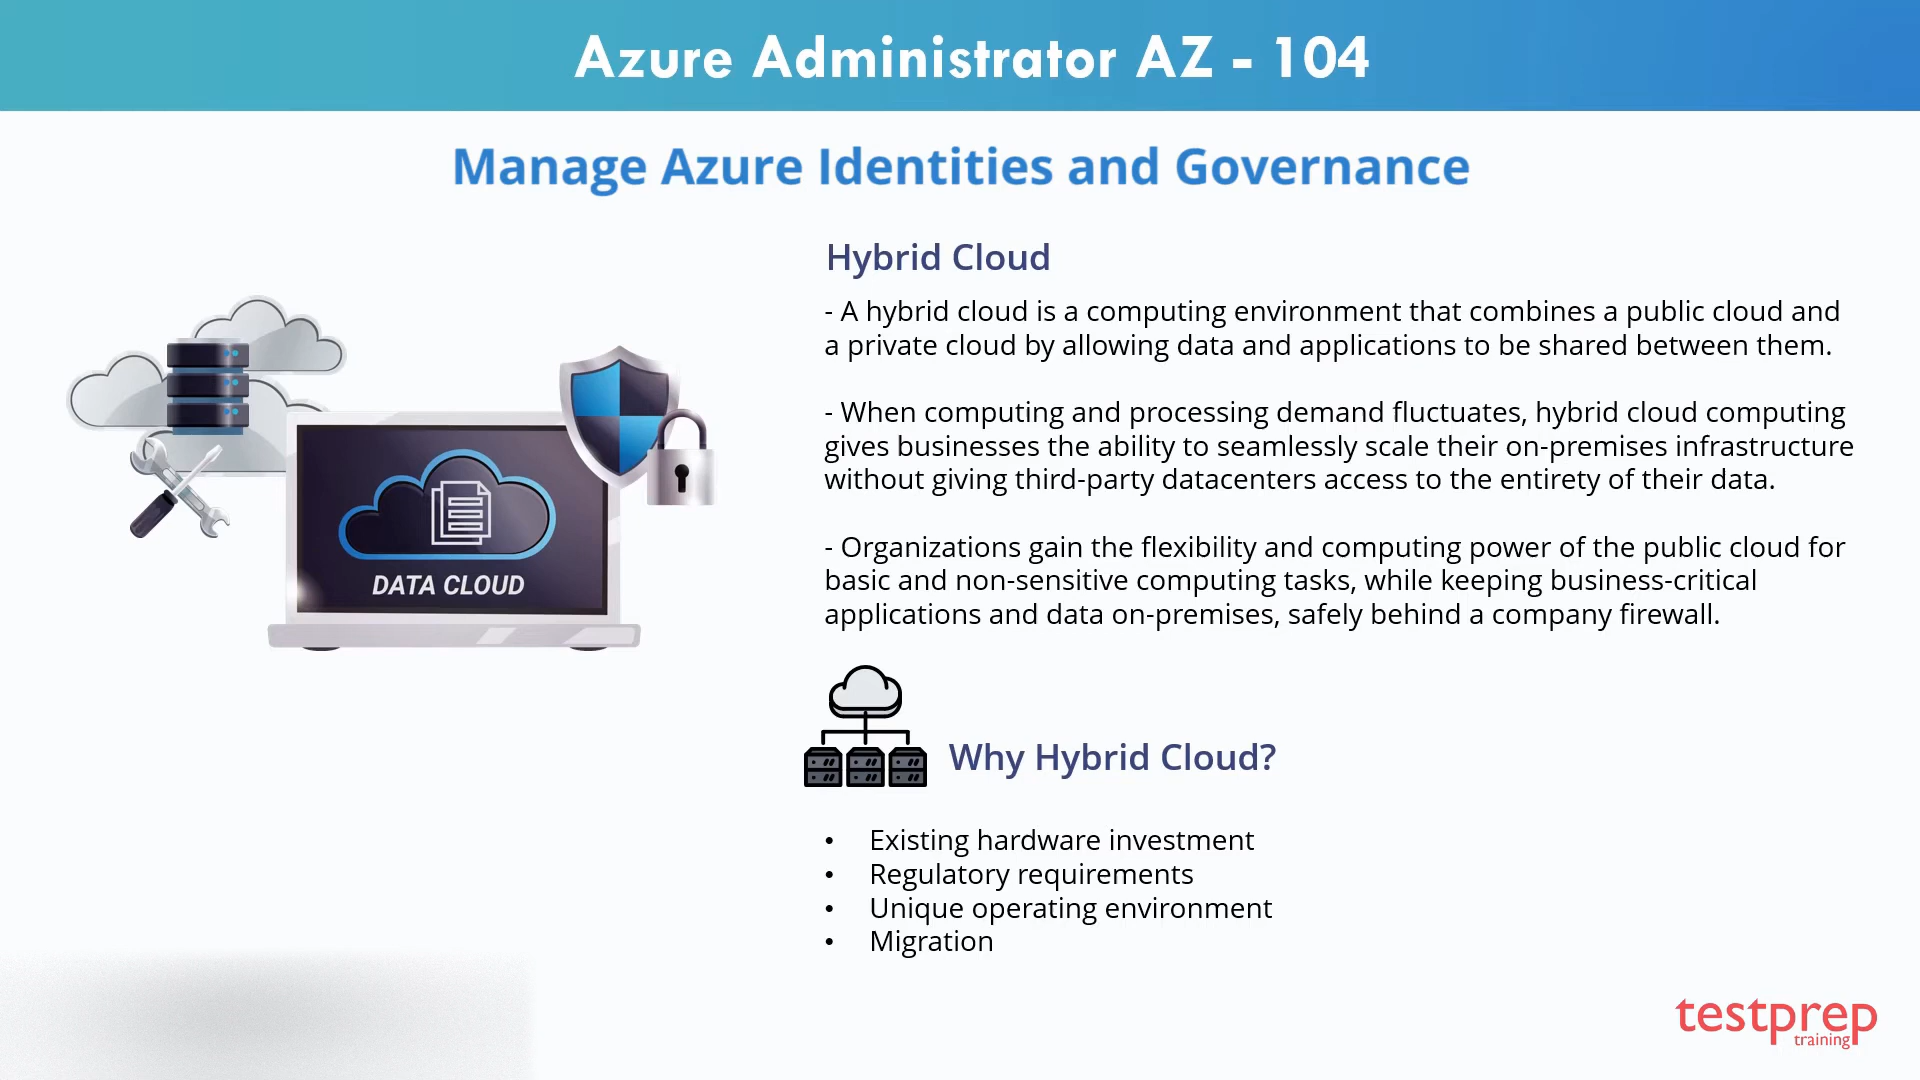 Azure Administrator AZ - 104
Manage Azure Identities and Governance
Hybrid Cloud
- A hybrid cloud is a computing environment that combines a public cloud and
a private cloud by allowing data and applications to be shared between them.
- When computing and processing demand fluctuates, hybrid cloud computing
gives businesses the ability to seamlessly scale their on-premises infrastructure
without giving third-party datacenters access to the entirety of their data.
- Organizations gain the flexibility and computing power of the public cloud for
basic and non-sensitive computing tasks, while keeping business-critical
applications and data on-premises, safely behind a company firewall.
DATA CLOUD
Why Hybrid Cloud?
• Existing hardware investment
• Regulatory requirements
• Unique operating environment
• Migration
testprep
training